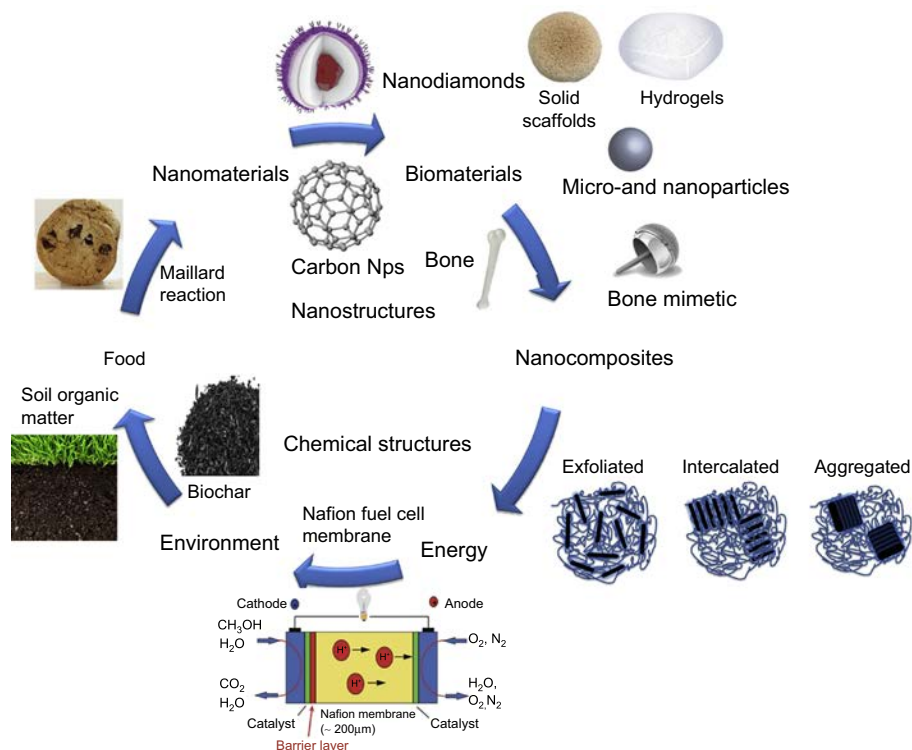 Nanodiamonds
Solid
scaffolds
Hydrogels
Nanomaterials
Biomaterials
Micro-and nanoparticles
Maillard
reaction
Carbon Nps
Bone
Bone mimetic
Nanostructures
Food
Nanocomposites
Soil organic
matter
Chemical structures
Biochar
Exfoliated
Intercalated
Aggregated
Nafion fuel cell
membrane
Environment
Energy
Cathode
Anode
CH₃OH
H₂O
O₂, N₂
H⁺
H⁺
H⁺
CO₂
H₂O
H₂O,
O₂,N₂
Catalyst
Nafion membrane
(~ 200μm)
Catalyst
Barrier layer